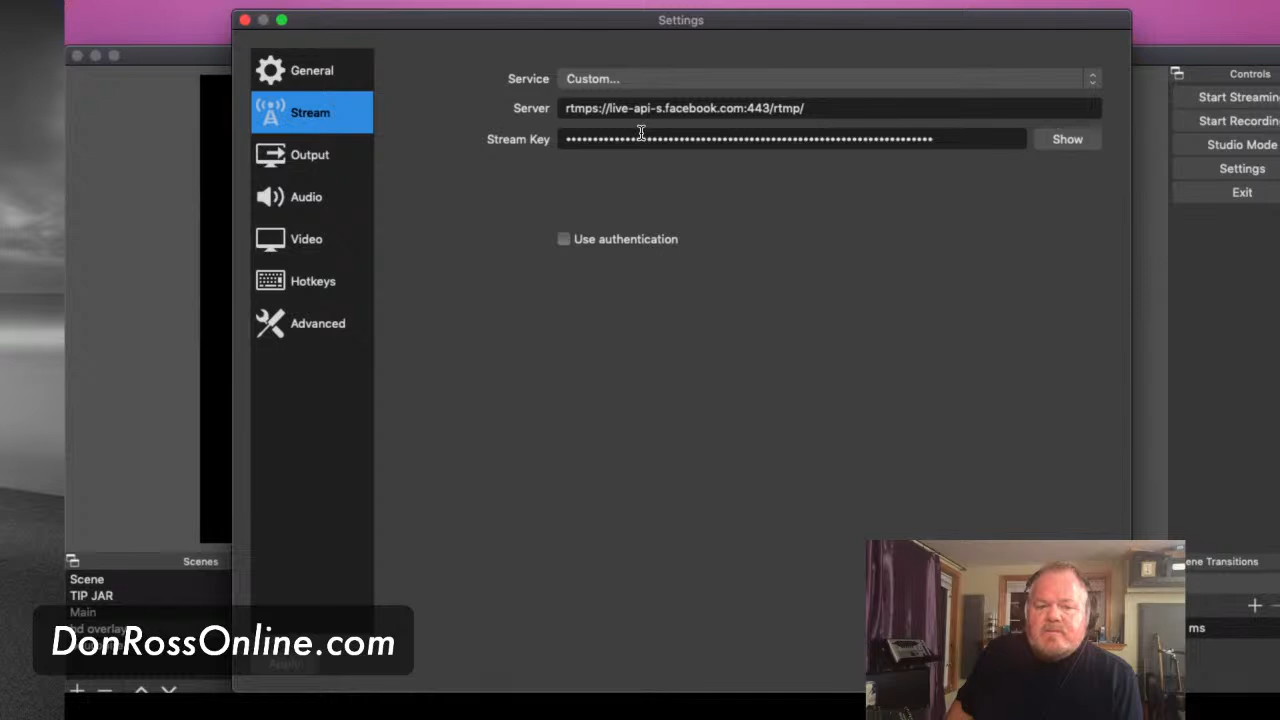 Settings
General
Stream
Output
Audio
Video
Hotkeys
Advanced
Service Custom...
Server rtmps://live-api-s.facebook.com:443/rtmp/
Stream Key ••••••••••••••••••••••••••••••••••••••••••••••••••••••••••••••••••••• Show
Use authentication
Apply
Controls
Start Streaming
Start Recording
Studio Mode
Settings
Exit
Scenes
Scene
TIP JAR
Main
hd overlay
DonRossOnline.com
ene Transitions
ms